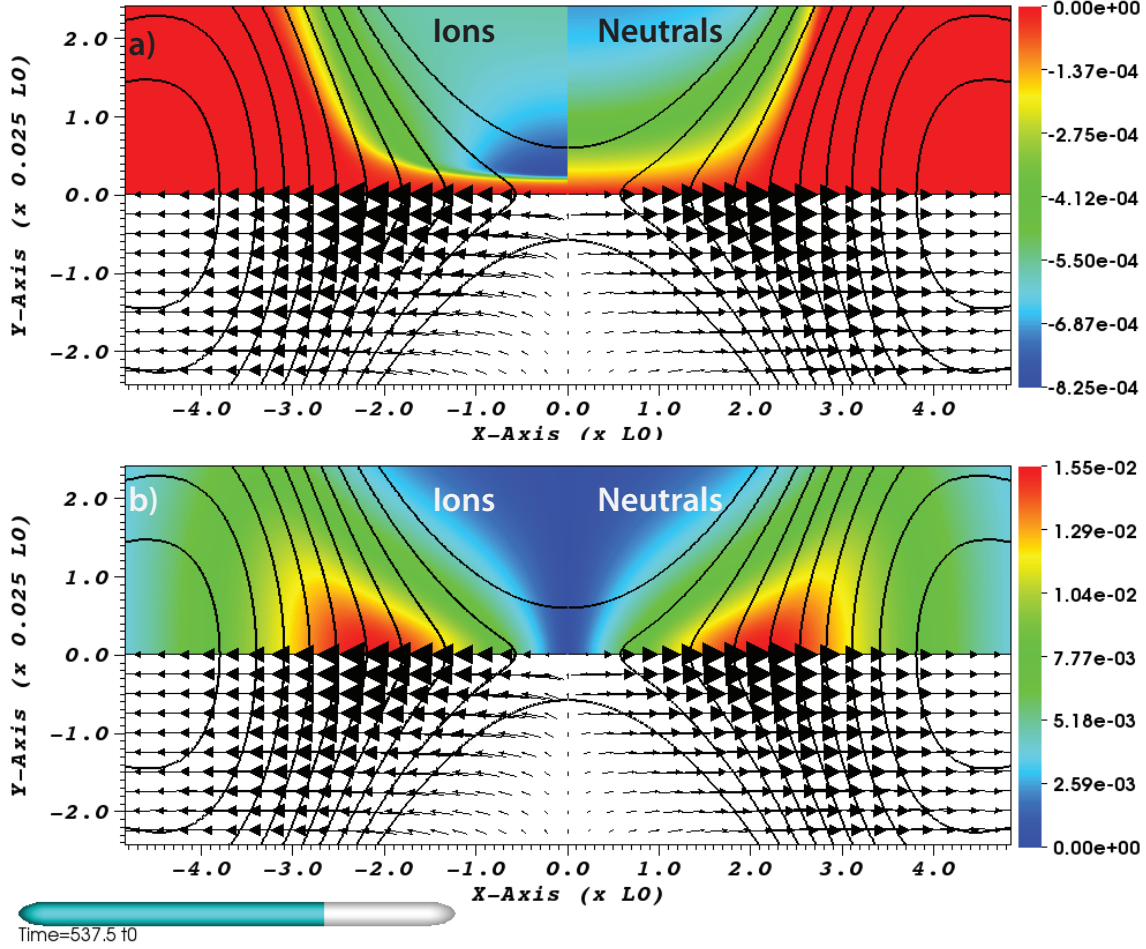 a)
Ions Neutrals
Y-Axis (x 0.025 L0)
2.0
1.0
0.0
-1.0
-2.0
-4.0 -3.0 -2.0 -1.0 0.0 1.0 2.0 3.0 4.0
X-Axis (x L0)
0.00e+00
-1.37e-04
-2.75e-04
-4.12e-04
-5.50e-04
-6.87e-04
-8.25e-04
b)
Ions Neutrals
Y-Axis (x 0.025 L0)
2.0
1.0
0.0
-1.0
-2.0
-4.0 -3.0 -2.0 -1.0 0.0 1.0 2.0 3.0 4.0
X-Axis (x L0)
1.55e-02
1.29e-02
1.04e-02
7.77e-03
5.18e-03
2.59e-03
0.00e+00
Time=537.5 t0